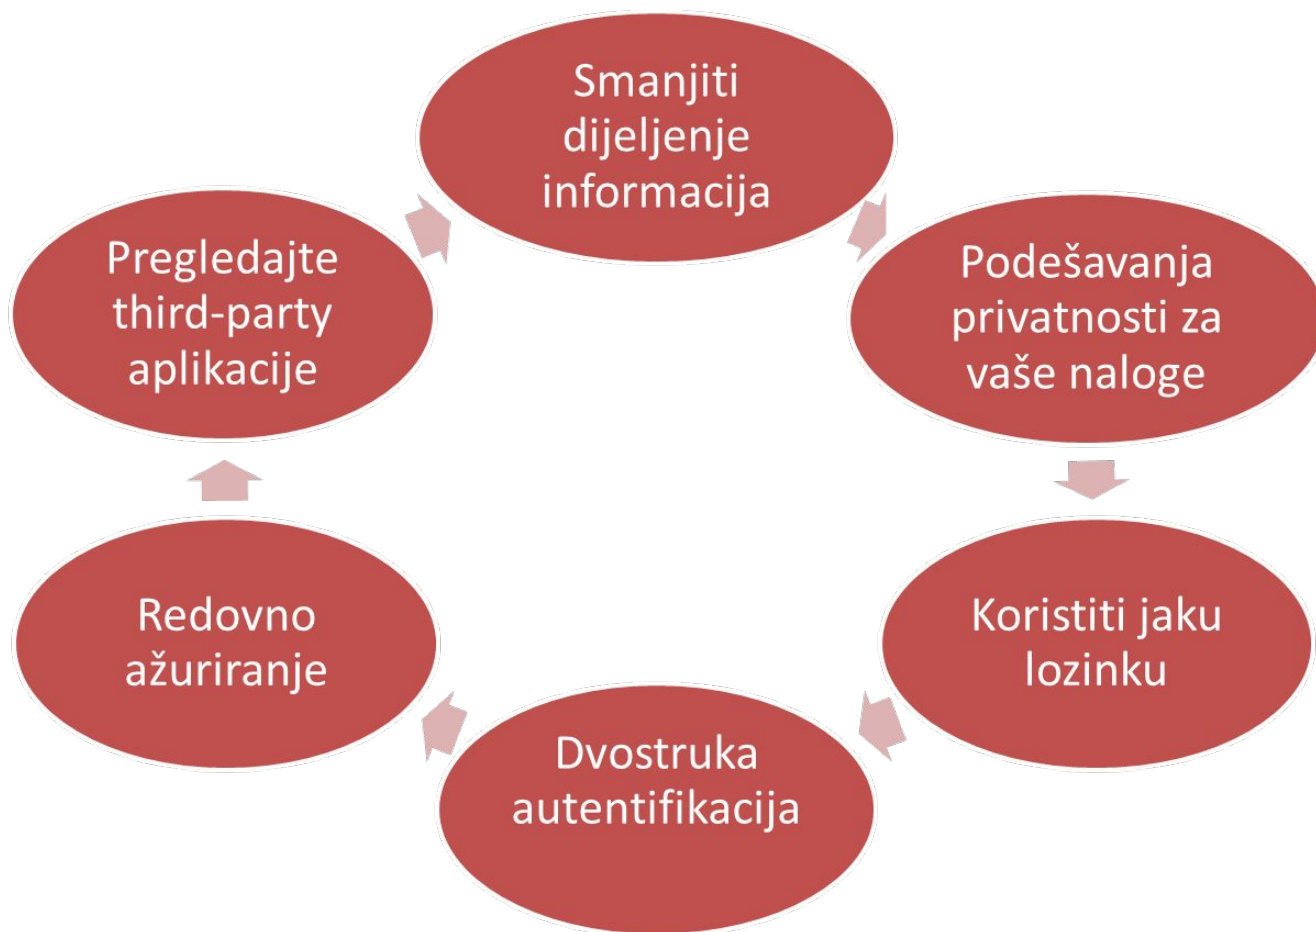 Smanjiti
dijeljenje
informacija
Podešavanja
privatnosti za
vaše naloge
Koristiti jaku
lozinku
Dvostruka
autentifikacija
Redovno
ažuriranje
Pregledajte
third-party
aplikacije